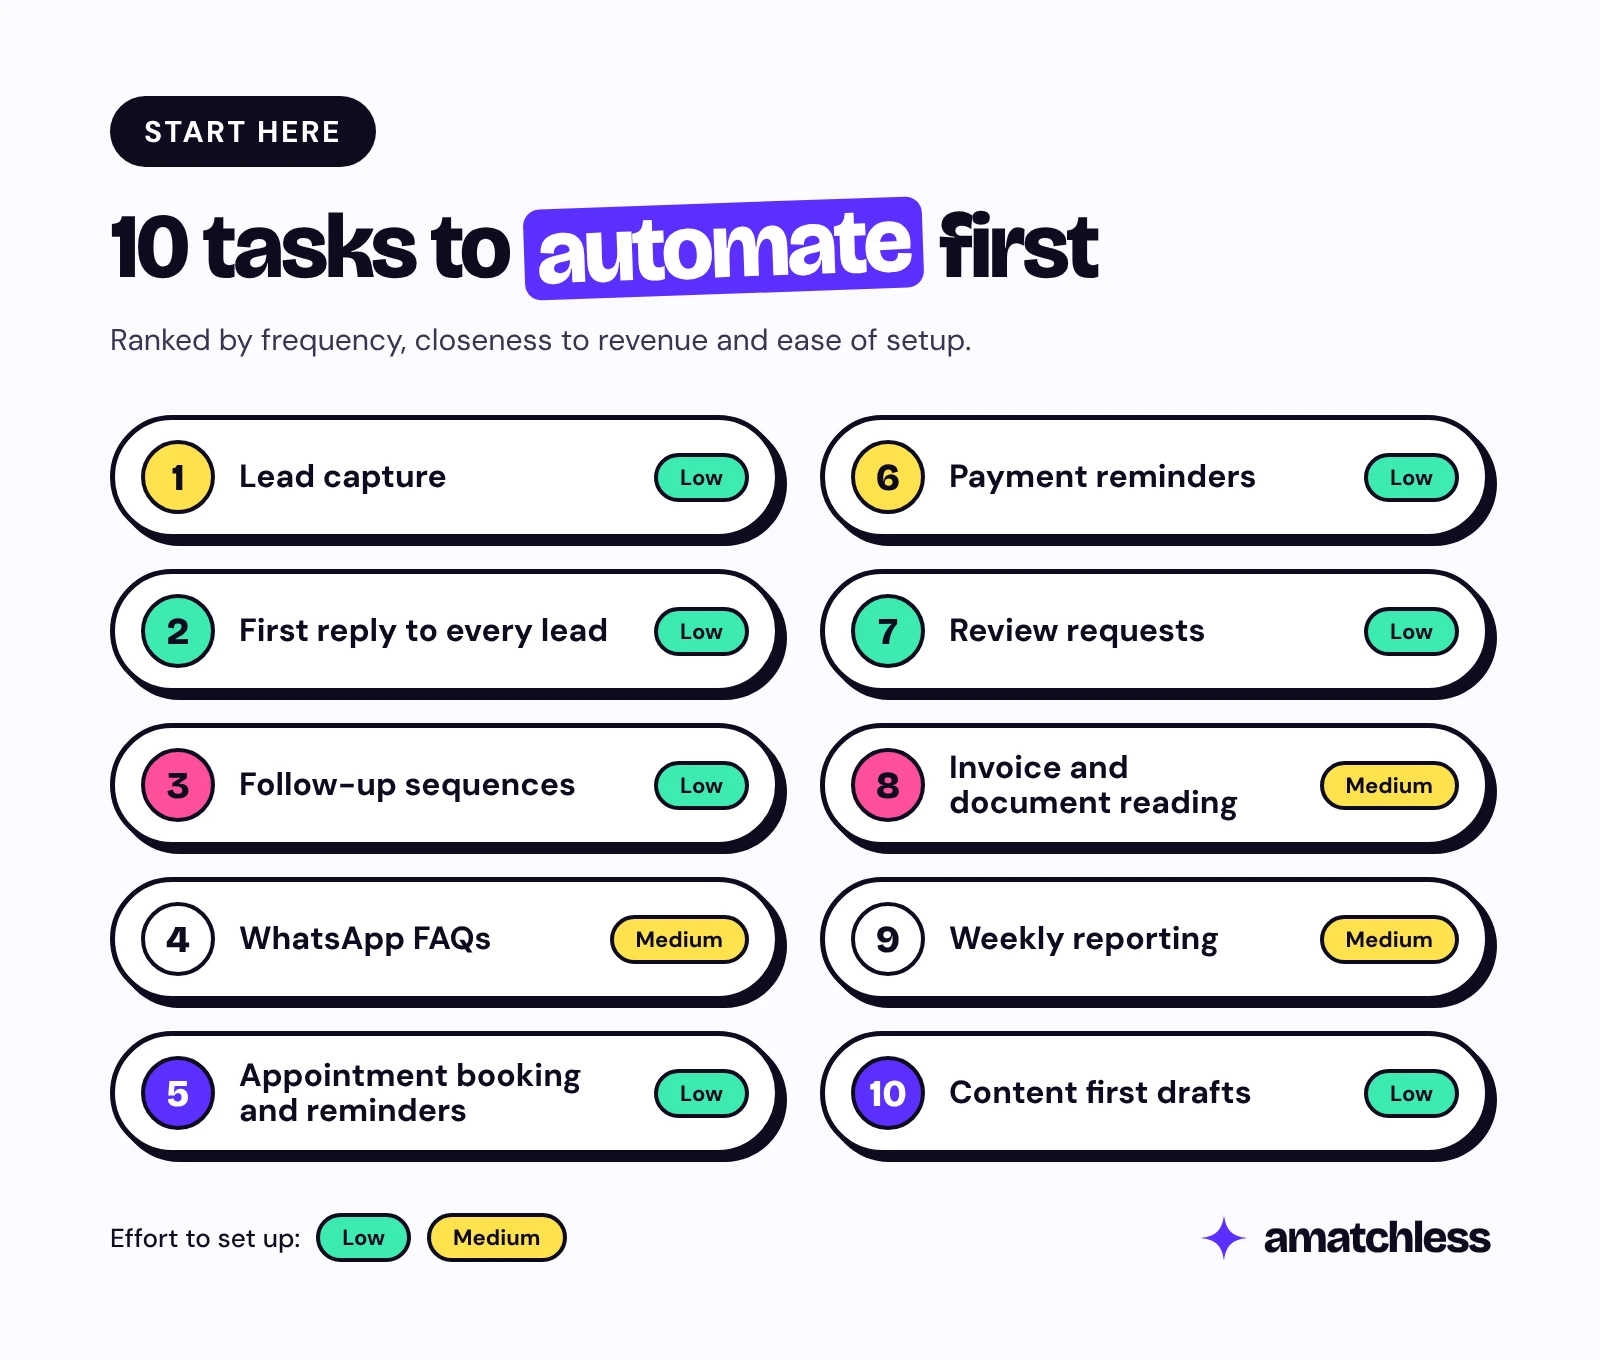 START HERE
10 tasks to automate first
Ranked by frequency, closeness to revenue and ease of setup.
1 Lead capture Low
2 First reply to every lead Low
3 Follow-up sequences Low
4 WhatsApp FAQs Medium
5 Appointment booking
and reminders Low
6 Payment reminders Low
7 Review requests Low
8 Invoice and
document reading Medium
9 Weekly reporting Medium
10 Content first drafts Low
Effort to set up: Low Medium
amatchless